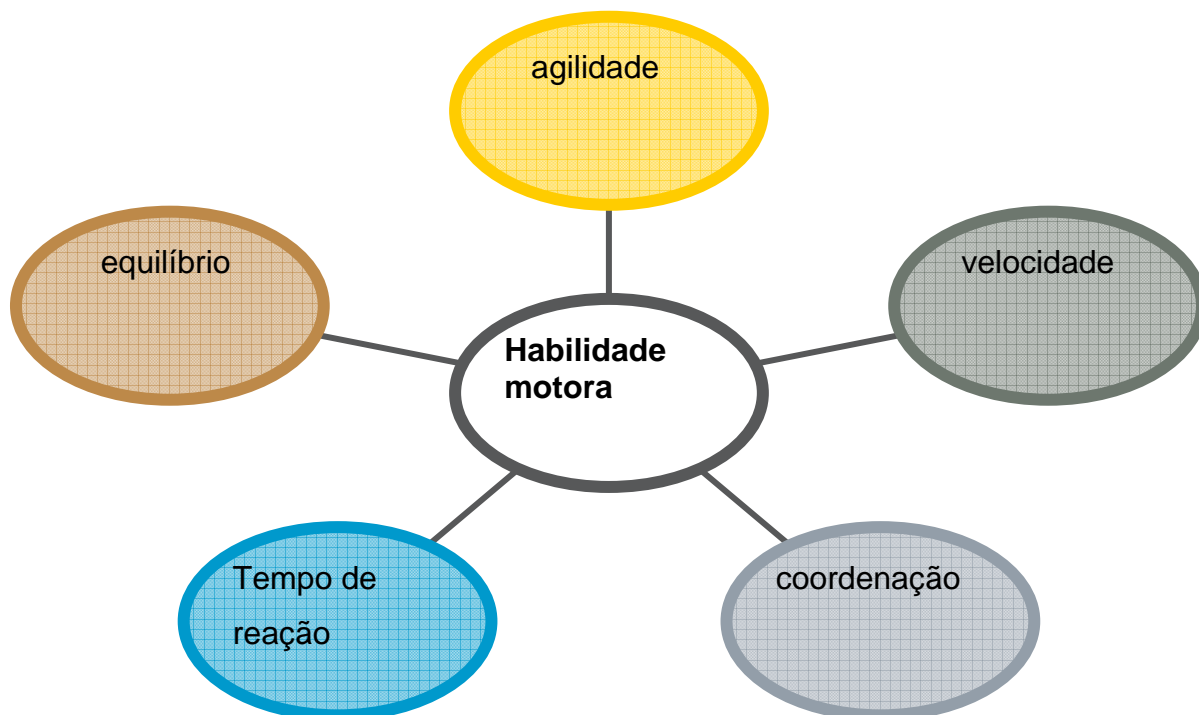 agilidade
equilíbrio
velocidade
Habilidade
motora
Tempo de
reação
coordenação